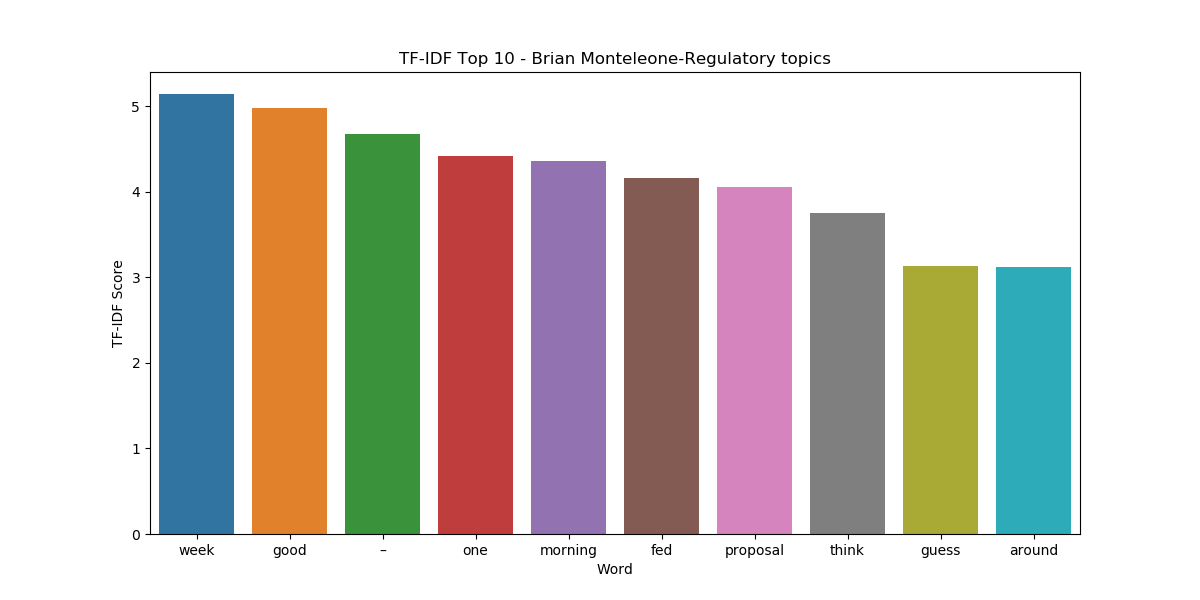 TF-IDF Top 10 - Brian Monteleone-Regulatory topics
TF-IDF Score
5
4
3
2
1
0
week good – one morning fed proposal think guess around
Word